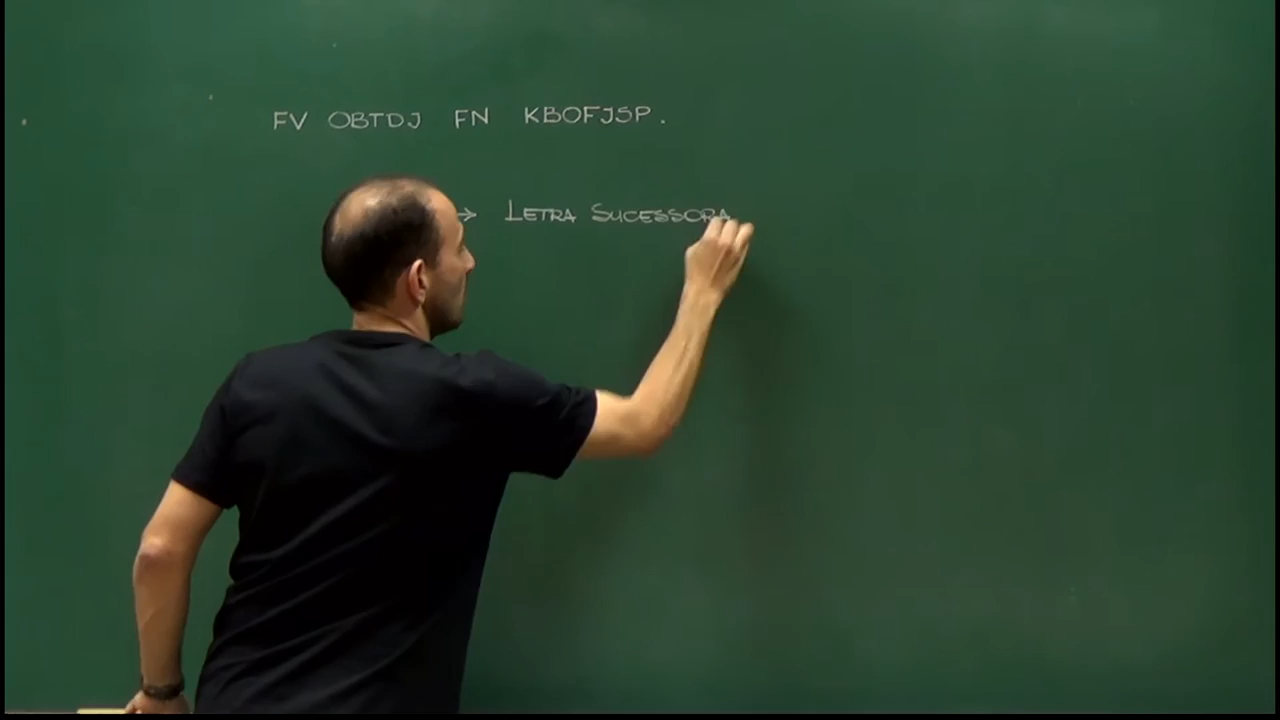 FV OBTDJ FN KBOFJSP.
→ LETRA SUCESSORA